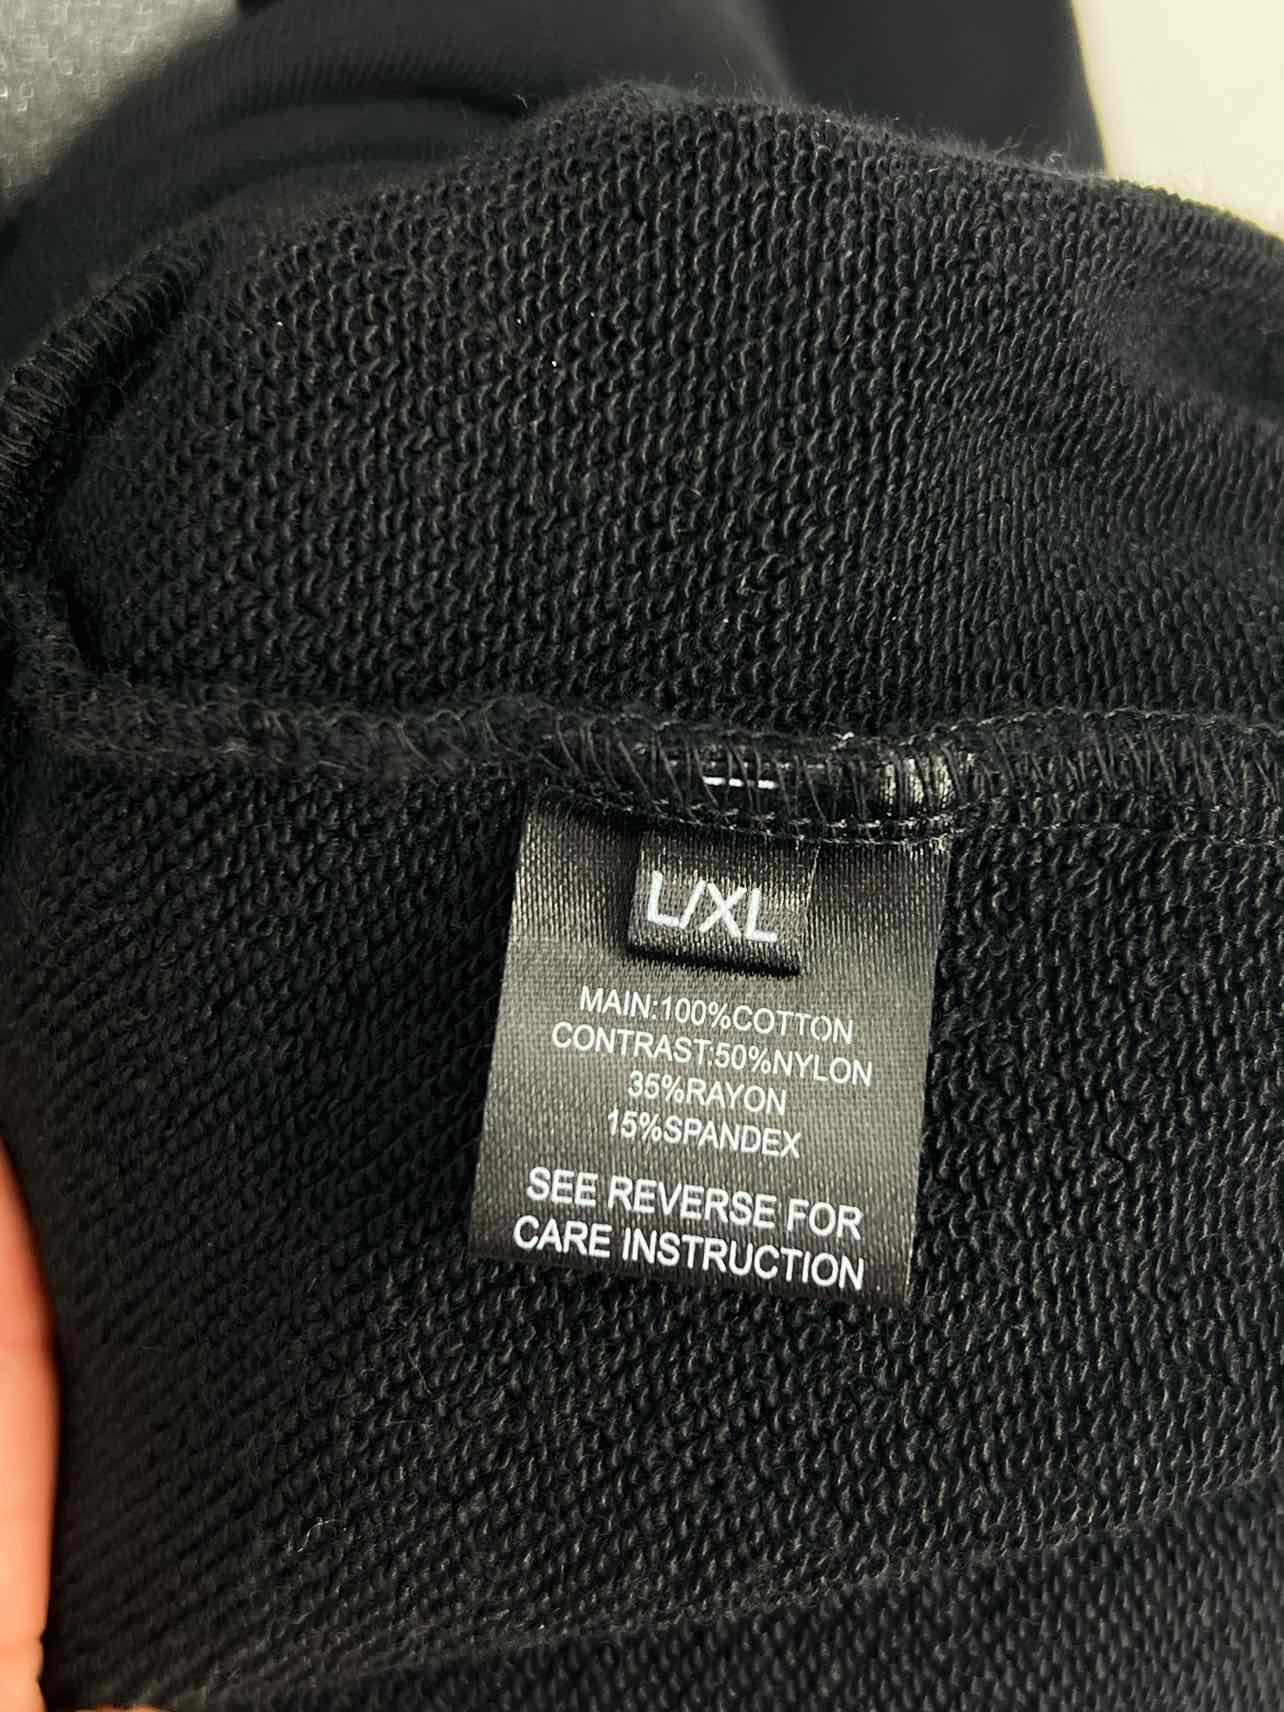 L/XL
MAIN:100%COTTON
CONTRAST:50%NYLON
35%RAYON
15%SPANDEX
SEE REVERSE FOR
CARE INSTRUCTION